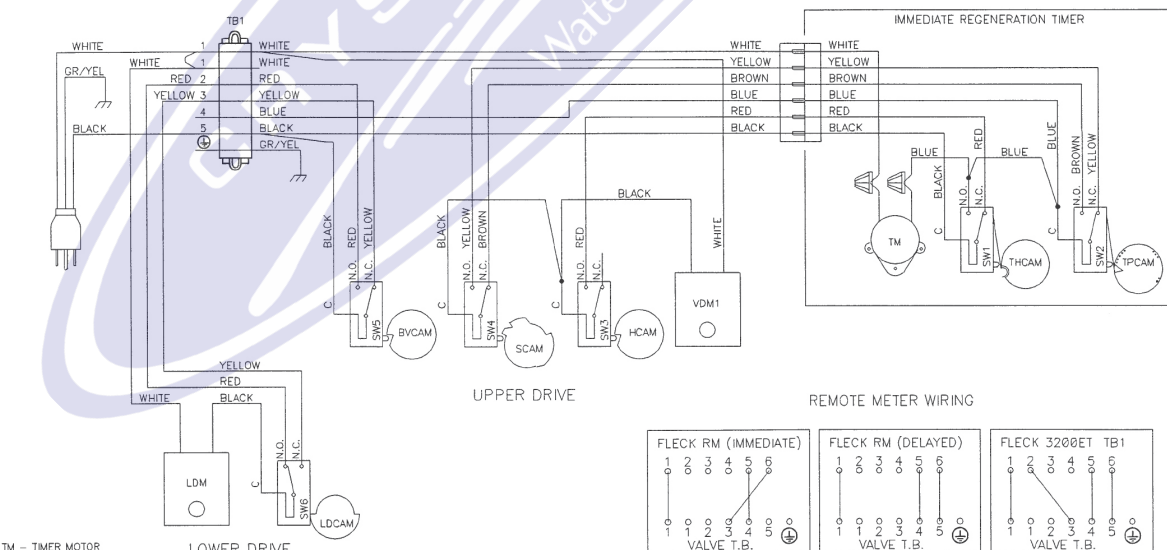 IMMEDIATE REGENERATION TIMER
TB1
WHITE
1
WHITE
WHITE
WHITE
WHITE
1
WHITE
YELLOW
YELLOW
GR/YEL
RED 2
RED
BROWN
BROWN
YELLOW 3
YELLOW
BLUE
BLUE
4
BLUE
RED
RED
BLACK
5
BLACK
BLACK
BLACK
GR/YEL
BLUE
RED
BLUE
BLUE
BROWN
YELLOW
BLACK
N.O.
N.C.
N.O.
N.C.
C
C
TM
SW1
THCAM
SW2
TPCAM
BLACK
WHITE
BLACK
N.O. RED
N.C. YELLOW
BLACK
N.O. YELLOW
N.C. BROWN
N.O. RED
N.C.
C
SW5
BVCAM
C
SW4
SCAM
C
SW3
HCAM
VDM1
YELLOW
RED
WHITE
BLACK
UPPER DRIVE
REMOTE METER WIRING
N.O.
N.C.
C
LDM
SW6
LDCAM
FLECK RM (IMMEDIATE)
1 2 3 4 5 6
1 1 2 3 4 5
VALVE T.B.
FLECK RM (DELAYED)
1 2 3 4 5 6
1 1 2 3 4 5
VALVE T.B.
FLECK 3200ET TB1
1 2 3 4 5 6
1 1 2 3 4 5
VALVE T.B.
TM – TIMER MOTOR
LOWER DRIVE
Wate